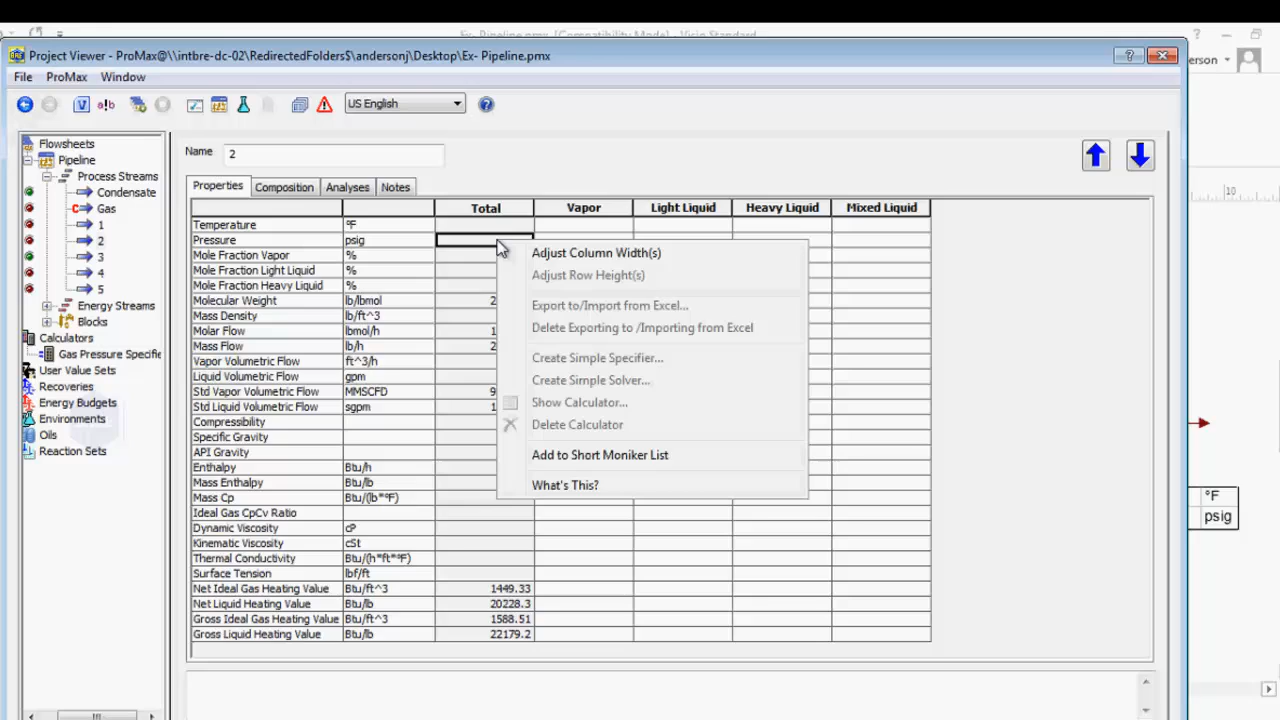 Ex- Pipeline [Compatibility Mode] - Visio Standard
Project Viewer - ProMax@\\intbre-dc-02\RedirectedFolders$\andersonj\Desktop\Ex- Pipeline.pmx
erson
File ProMax Window
US English
Flowsheets
Pipeline
Process Streams
Condensate
Gas
1
2
3
4
5
Energy Streams
Blocks
Calculators
Gas Pressure Specifie
User Value Sets
Recoveries
Energy Budgets
Environments
Oils
Reaction Sets
Name 2
Properties Composition Analyses Notes
Total Vapor Light Liquid Heavy Liquid Mixed Liquid
Temperature °F
Pressure psig
Mole Fraction Vapor %
Mole Fraction Light Liquid %
Mole Fraction Heavy Liquid %
Molecular Weight lb/lbmol 2
Mass Density lb/ft^3
Molar Flow lbmol/h 1
Mass Flow lb/h 2
Vapor Volumetric Flow ft^3/h
Liquid Volumetric Flow gpm
Std Vapor Volumetric Flow MMSCFD 9
Std Liquid Volumetric Flow sgpm 1
Compressibility
Specific Gravity
API Gravity
Enthalpy Btu/h
Mass Enthalpy Btu/lb
Mass Cp Btu/(lb*°F)
Ideal Gas CpCv Ratio
Dynamic Viscosity cP
Kinematic Viscosity cSt
Thermal Conductivity Btu/(h*ft*°F)
Surface Tension lbf/ft
Net Ideal Gas Heating Value Btu/ft^3 1449.33
Net Liquid Heating Value Btu/lb 20228.3
Gross Ideal Gas Heating Value Btu/ft^3 1588.51
Gross Liquid Heating Value Btu/lb 22179.2
Adjust Column Width(s)
Adjust Row Height(s)
Export to/Import from Excel...
Delete Exporting to /Importing from Excel
Create Simple Specifier...
Create Simple Solver...
Show Calculator...
Delete Calculator
Add to Short Moniker List
What's This?
10
°F
psig